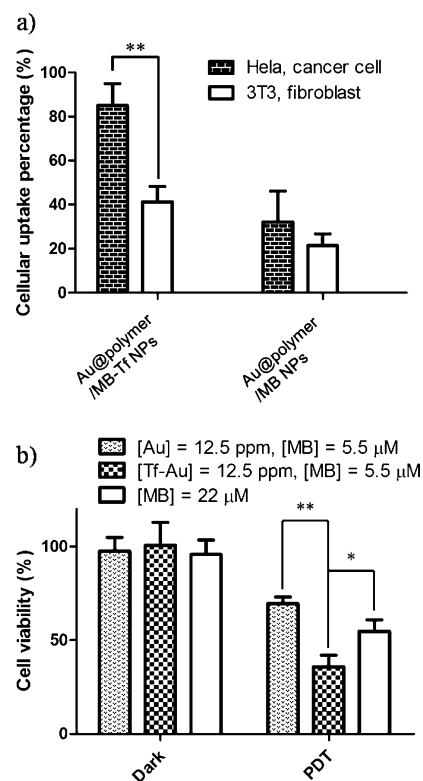 a)
**
Hela, cancer cell
3T3, fibroblast
Cellular uptake percentage (%)
100
80
60
40
20
0
Au@polymer
/MB-Tf NPs
Au@polymer
/MB NPs
b)
[Au] = 12.5 ppm, [MB] = 5.5 μM
[Tf-Au] = 12.5 ppm, [MB] = 5.5 μM
[MB] = 22 μM
**
*
Cell viability (%)
100
50
0
Dark
PDT